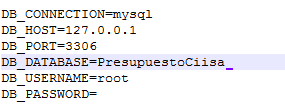 DB_CONNECTION=mysql
DB_HOST=127.0.0.1
DB_PORT=3306
DB_DATABASE=PresupuestoCiisa
DB_USERNAME=root
DB_PASSWORD=